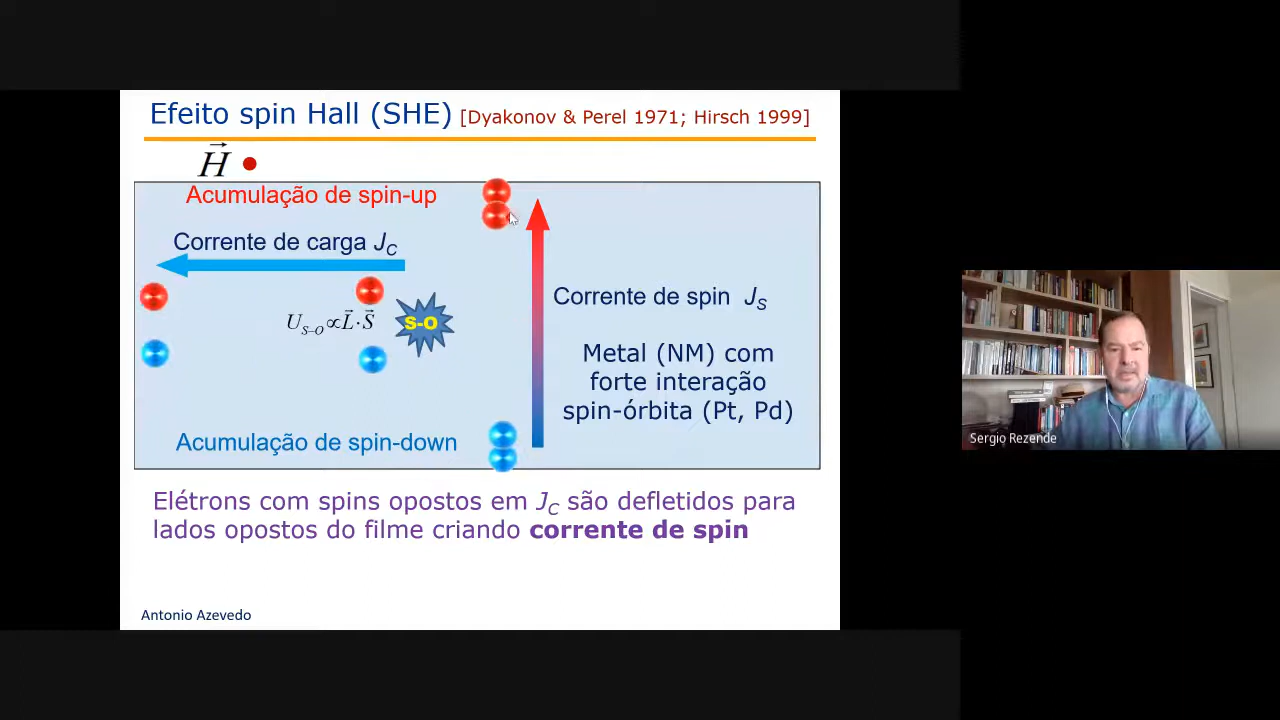 Efeito spin Hall (SHE) [Dyakonov & Perel 1971; Hirsch 1999]
H⃗
Acumulação de spin-up
Corrente de carga J_C
U_{S–O} ∝ L⃗·S⃗
S-O
Corrente de spin J_S
Metal (NM) com
forte interação
spin-órbita (Pt, Pd)
Acumulação de spin-down
Elétrons com spins opostos em J_C são defletidos para
lados opostos do filme criando corrente de spin
Antonio Azevedo
Sergio Rezende